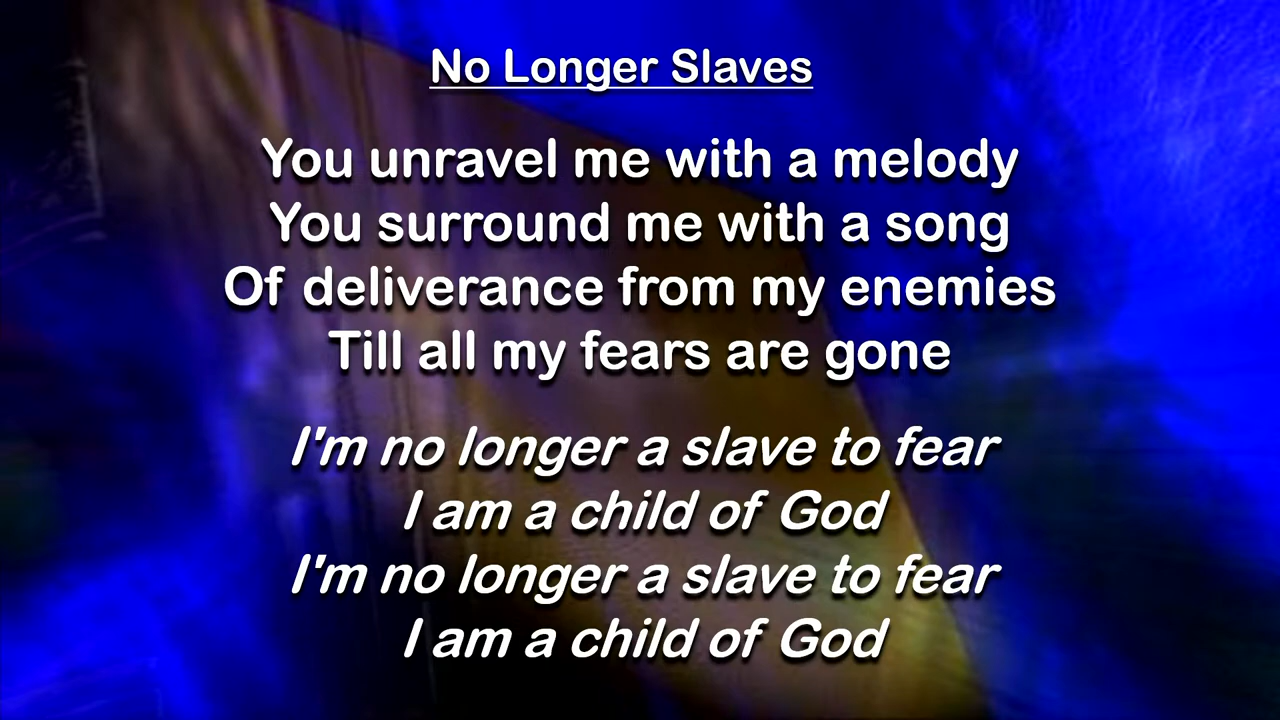 No Longer Slaves
You unravel me with a melody
You surround me with a song
Of deliverance from my enemies
Till all my fears are gone
I'm no longer a slave to fear
I am a child of God
I'm no longer a slave to fear
I am a child of God